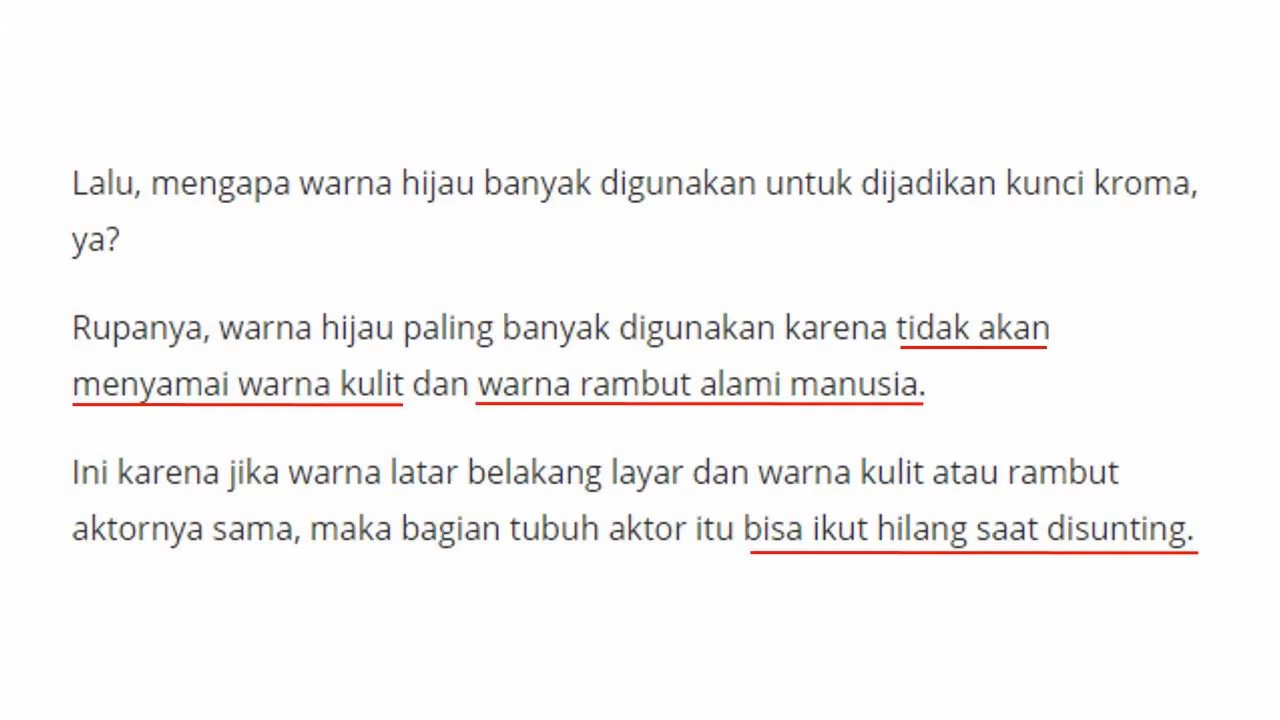 Lalu, mengapa warna hijau banyak digunakan untuk dijadikan kunci kroma,
ya?
Rupanya, warna hijau paling banyak digunakan karena tidak akan
menyamai warna kulit dan warna rambut alami manusia.
Ini karena jika warna latar belakang layar dan warna kulit atau rambut
aktornya sama, maka bagian tubuh aktor itu bisa ikut hilang saat disunting.